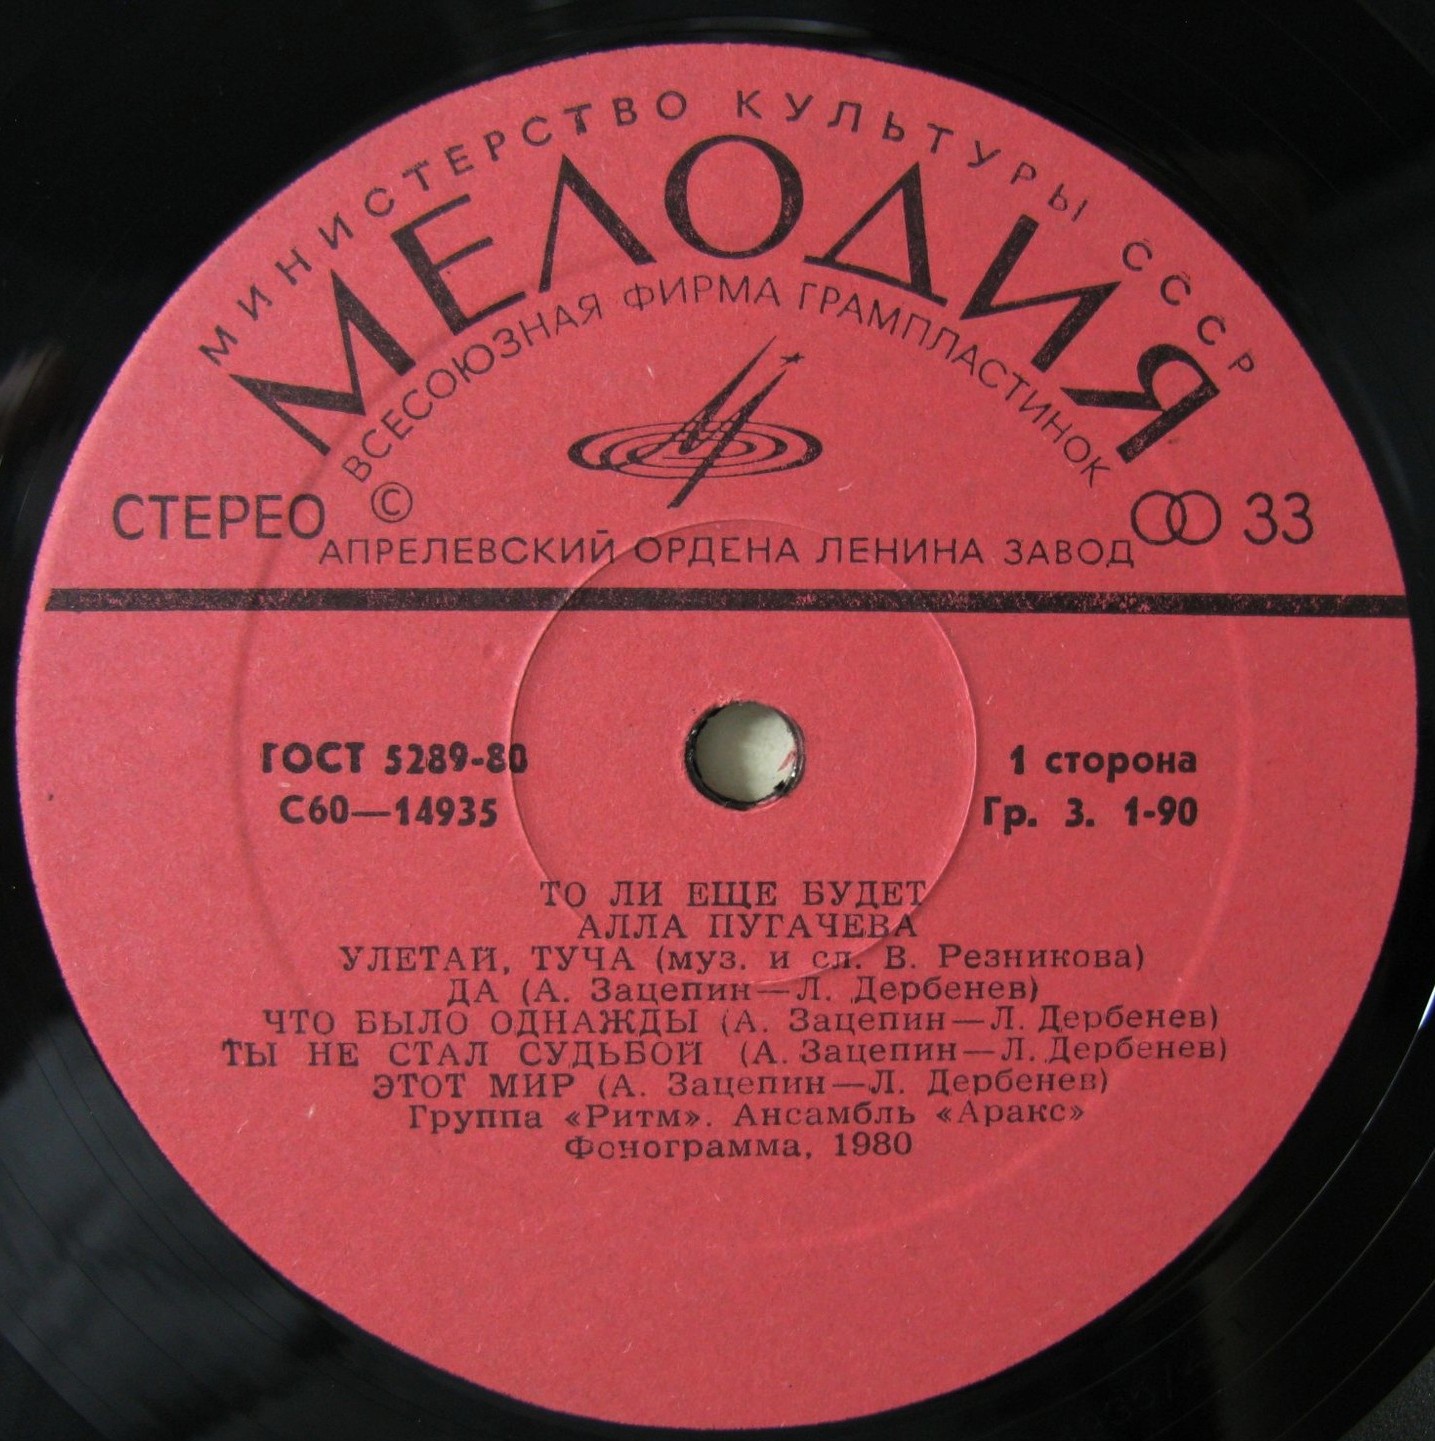 МИНИСТЕРСТВО КУЛЬТУРЫ СССР
МЕЛОДИЯ
ВСЕСОЮЗНАЯ ФИРМА ГРАМПЛАСТИНОК
СТЕРЕО © 33
АПРЕЛЕВСКИЙ ОРДЕНА ЛЕНИНА ЗАВОД
ГОСТ 5289-80 1 сторона
С60—14935 Гр. 3. 1-90
ТО ЛИ ЕЩЕ БУДЕТ
АЛЛА ПУГАЧЕВА
УЛЕТАЙ, ТУЧА (муз. и сл. В. Резникова)
ДА (А. Зацепин—Л. Дербенев)
ЧТО БЫЛО ОДНАЖДЫ (А. Зацепин—Л. Дербенев)
ТЫ НЕ СТАЛ СУДЬБОЙ (А. Зацепин—Л. Дербенев)
ЭТОТ МИР (А. Зацепин—Л. Дербенев)
Группа «Ритм». Ансамбль «Аракс»
Фонограмма, 1980